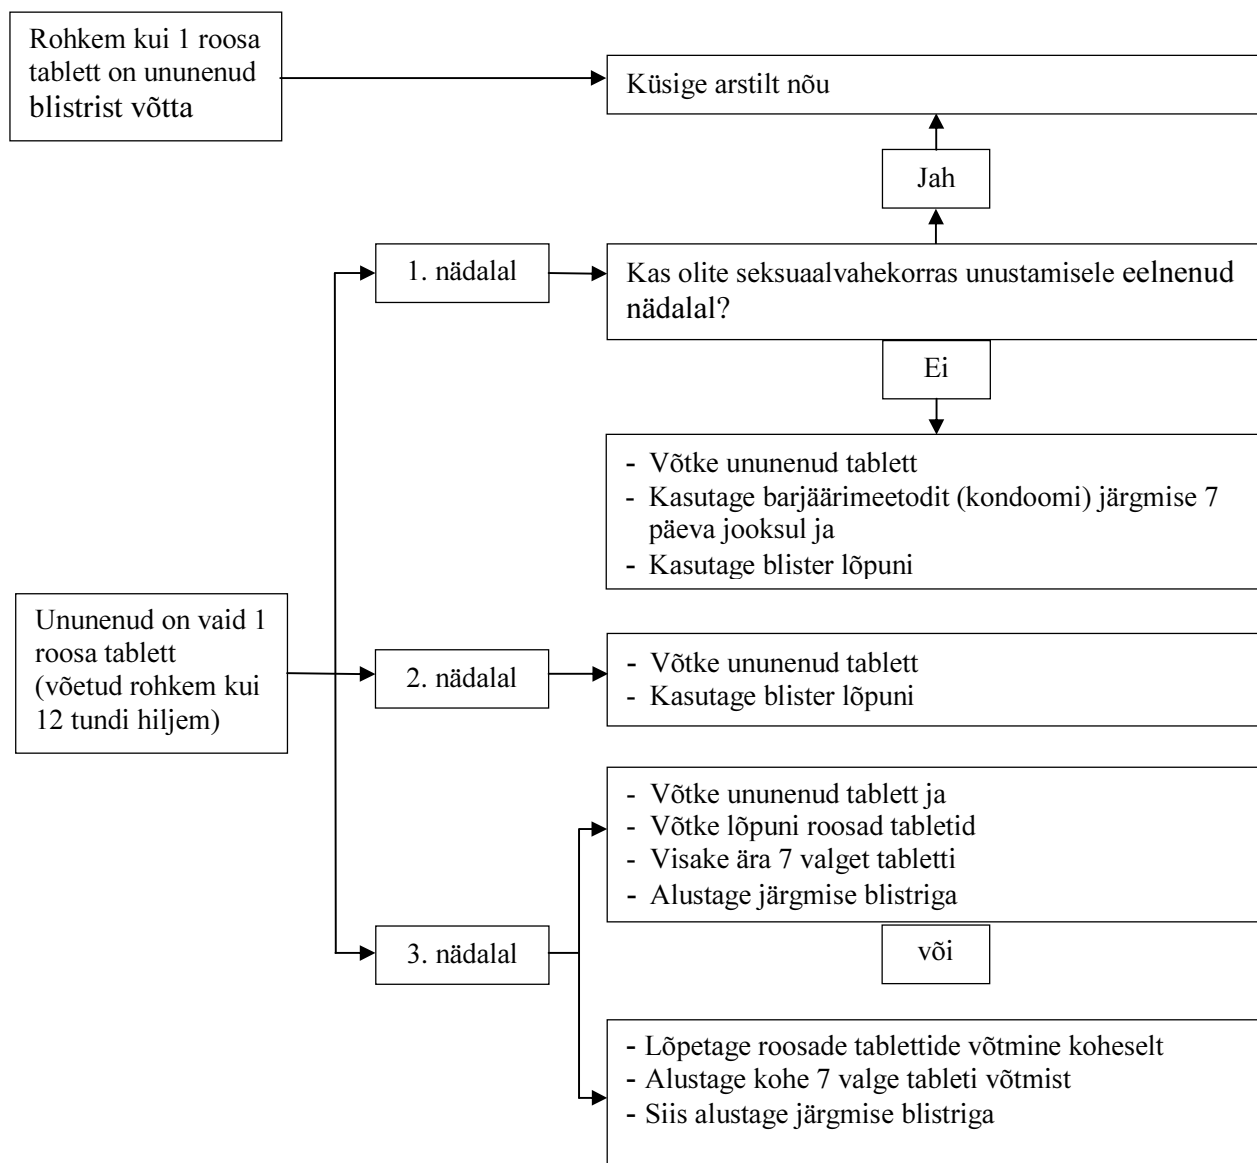 Rohkem kui 1 roosa
tablett on ununenud
blistrist võtta
Küsige arstilt nõu
Jah
1. nädalal
Kas olite seksuaalvahekorras unustamisele eelnenud
nädalal?
Ei
- Võtke ununenud tablett
- Kasutage barjäärimeetodit (kondoomi) järgmise 7
päeva jooksul ja
- Kasutage blister lõpuni
Ununenud on vaid 1
roosa tablett
(võetud rohkem kui
12 tundi hiljem)
2. nädalal
- Võtke ununenud tablett
- Kasutage blister lõpuni
- Võtke ununenud tablett ja
- Võtke lõpuni roosad tabletid
- Visake ära 7 valget tabletti
- Alustage järgmise blistriga
3. nädalal
või
- Lõpetage roosade tablettide võtmine koheselt
- Alustage kohe 7 valge tableti võtmist
- Siis alustage järgmise blistriga